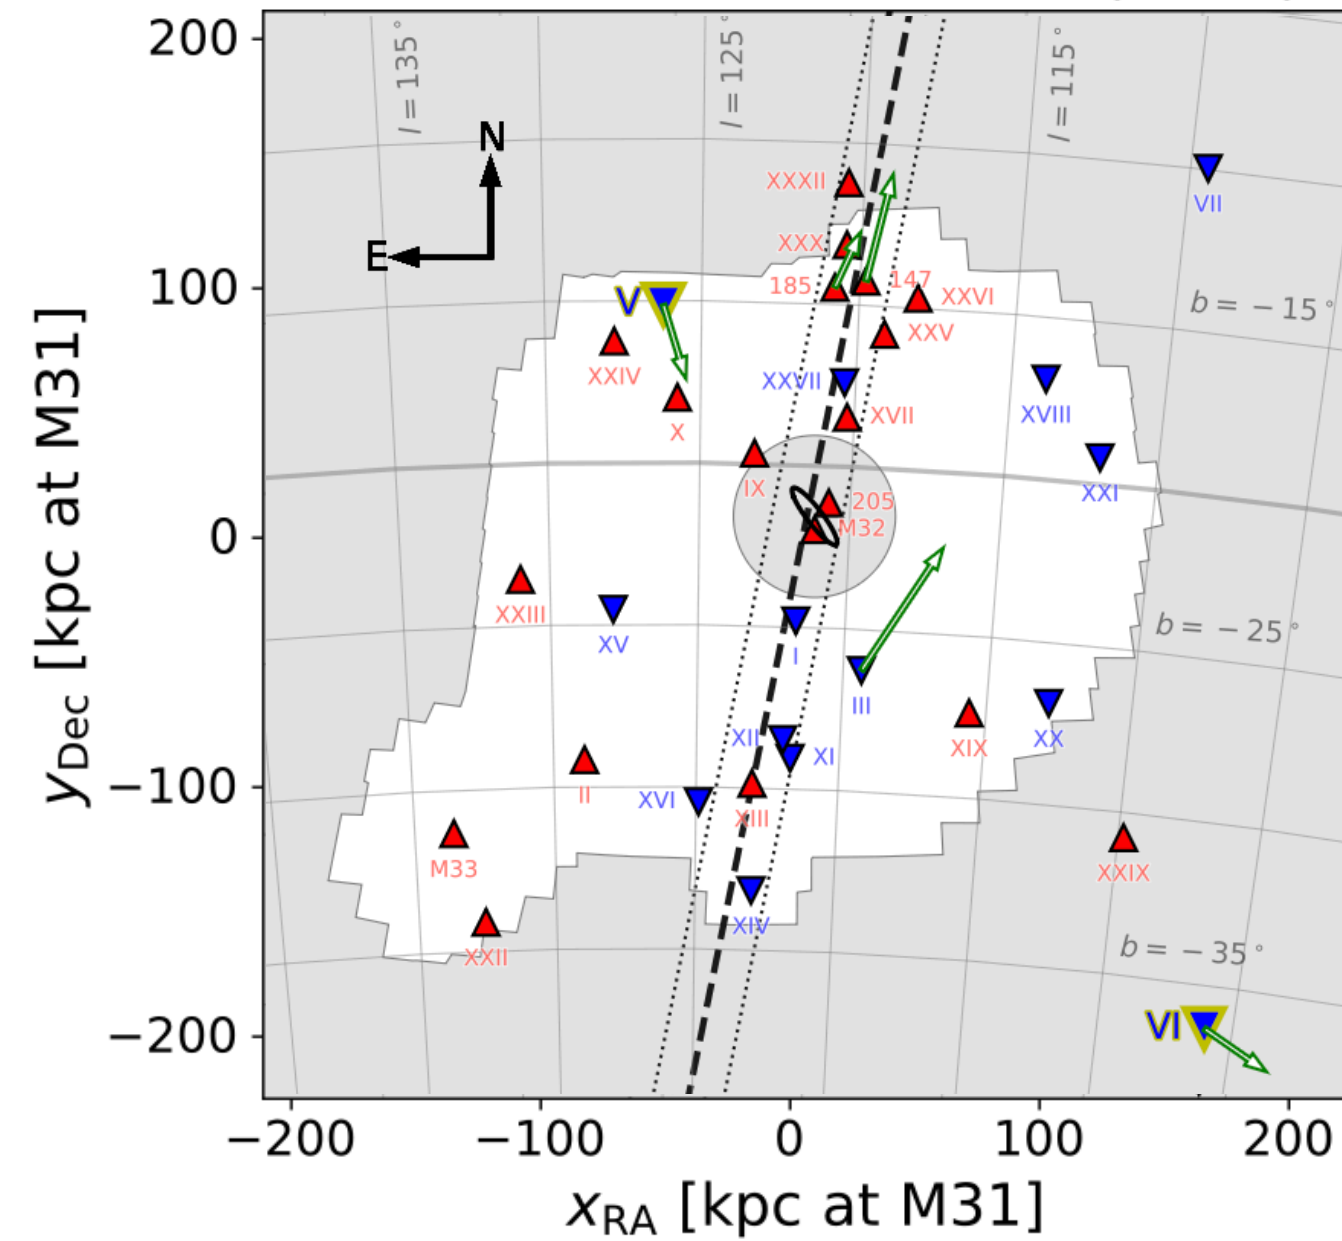 l = 135°
l = 125°
l = 115°
200
N
XXXII
VII
E
XXX
185
147
XXVI
100
V
b = −15°
XXV
XXIV
XXVII
XVIII
X
XVII
IX
XXI
205
M32
0
XXIII
XV
I
b = −25°
III
XII
XI
XIX
XX
−100
II
XVI
XIII
M33
XXIX
XIV
XXII
b = −35°
VI
−200
yDec [kpc at M31]
−200
−100
0
100
200
xRA [kpc at M31]